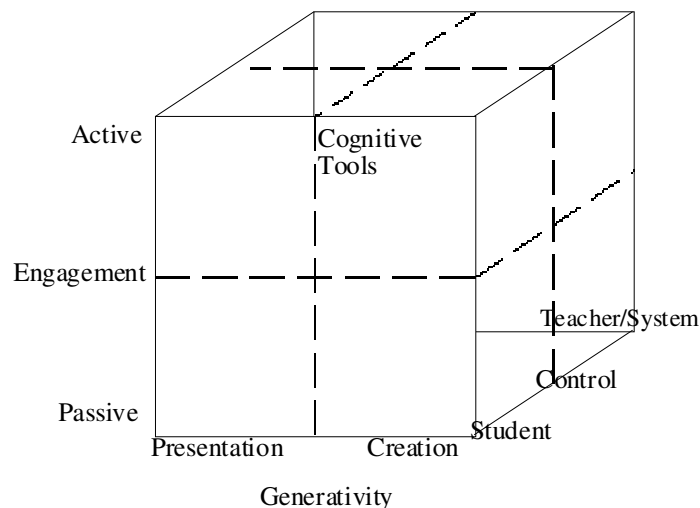 Active
Cognitive
Tools
Engagement
Teacher/System
Control
Passive
Student
Presentation Creation
Generativity